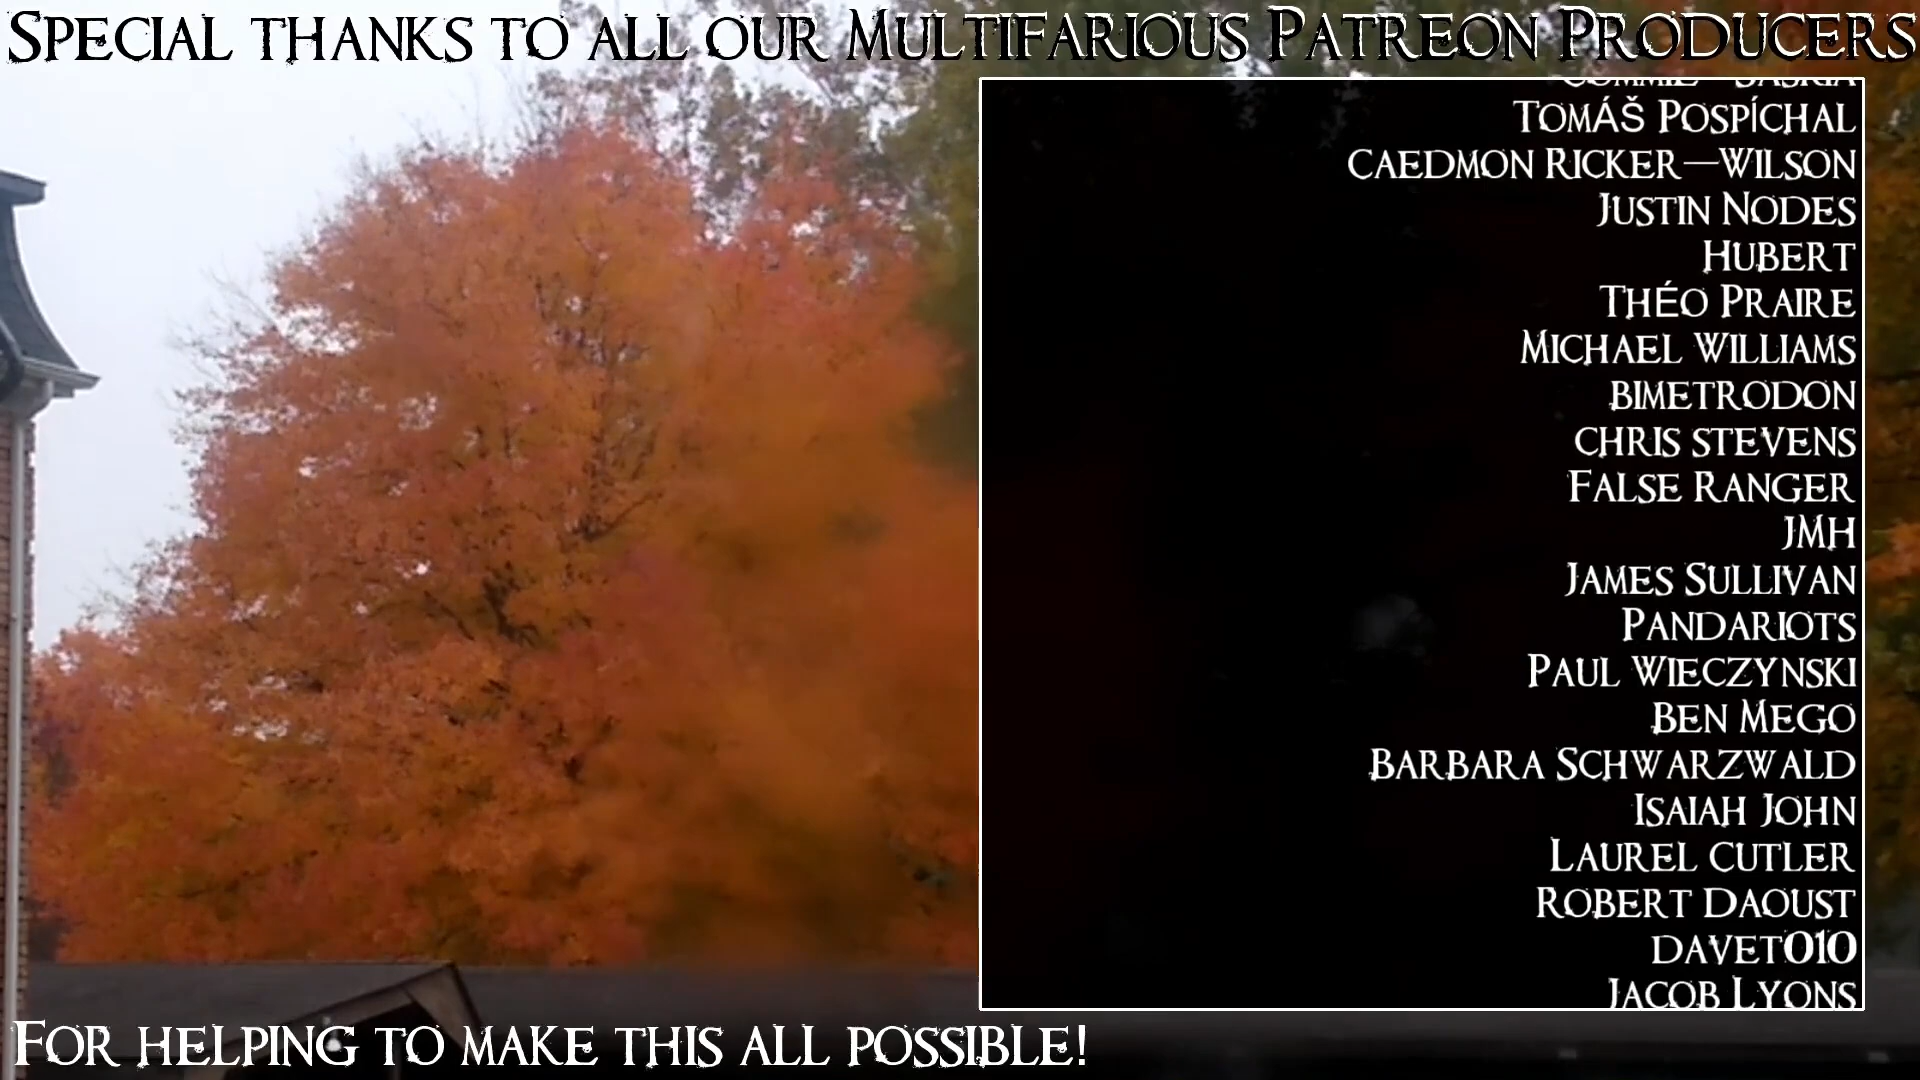 Special thanks to all our Multifarious Patreon Producers
Tomáš Pospíchal
caedmon Ricker-Wilson
Justin Nodes
Hubert
Théo Praire
Michael Williams
bimetrodon
chris stevens
False Ranger
JMH
James Sullivan
Pandariots
Paul Wieczynski
Ben Mego
Barbara Schwarzwald
Isaiah John
Laurel Cutler
Robert Daoust
davet010
Jacob Lyons
For helping to make this all possible!